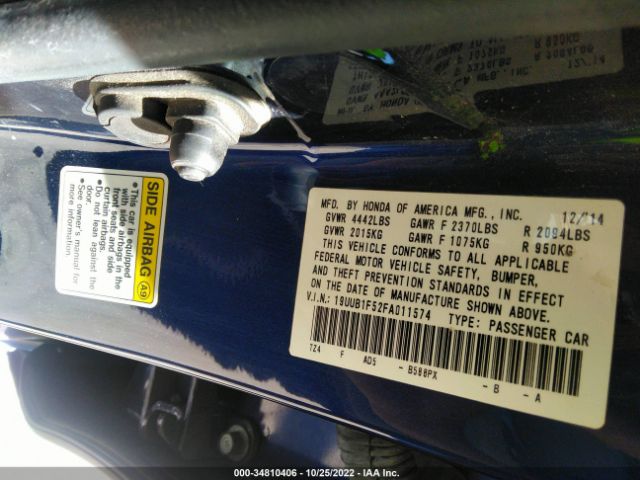 SIDE AIRBAG A9
• This car is equipped
with side airbags in the
front seats and side
curtain airbags.
• Do not lean against the
door.
• See owner's manual for
more information.
MFD. BY HONDA OF AMERICA MFG., INC. 12/14
GVWR 4442LBS GAWR F 2370LBS R 2094LBS
GVWR 2015KG GAWR F 1075KG R 950KG
THIS VEHICLE CONFORMS TO ALL APPLICABLE
FEDERAL MOTOR VEHICLE SAFETY, BUMPER,
AND THEFT PREVENTION STANDARDS IN EFFECT
ON THE DATE OF MANUFACTURE SHOWN ABOVE.
V.I.N.: 19UUB1F52FA011574 TYPE: PASSENGER CAR
TZ4 F AD5 -B588PX -B -A
000-34810406 - 10/25/2022 - IAA Inc.